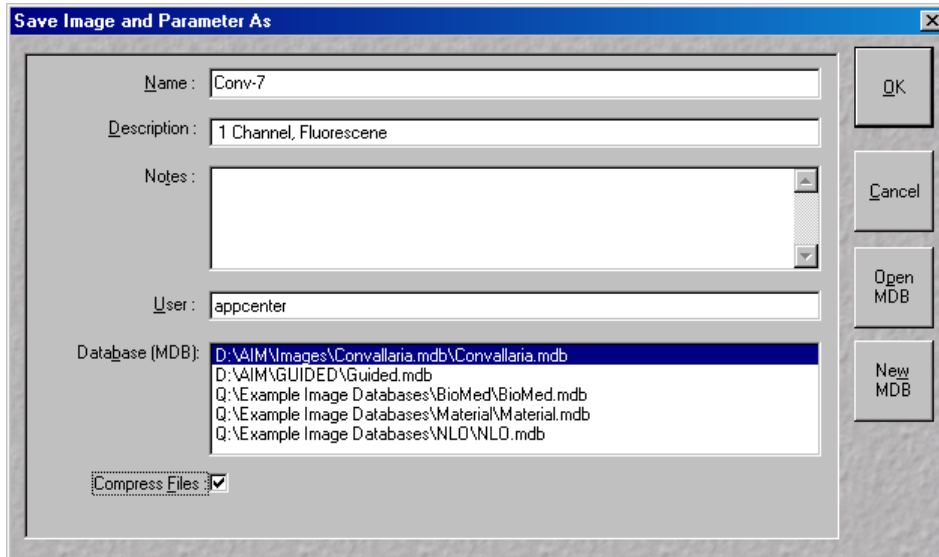 Save Image and Parameter As
Name : Conv-7
Description : 1 Channel, Fluorescene
Notes :
User : appcenter
Database (MDB): D:\AIM\Images\Convallaria.mdb\Convallaria.mdb
D:\AIM\GUIDED\Guided.mdb
Q:\Example Image Databases\BioMed\BioMed.mdb
Q:\Example Image Databases\Material\Material.mdb
Q:\Example Image Databases\NLO\NLO.mdb
Compress Files :
OK
Cancel
Open
MDB
New
MDB